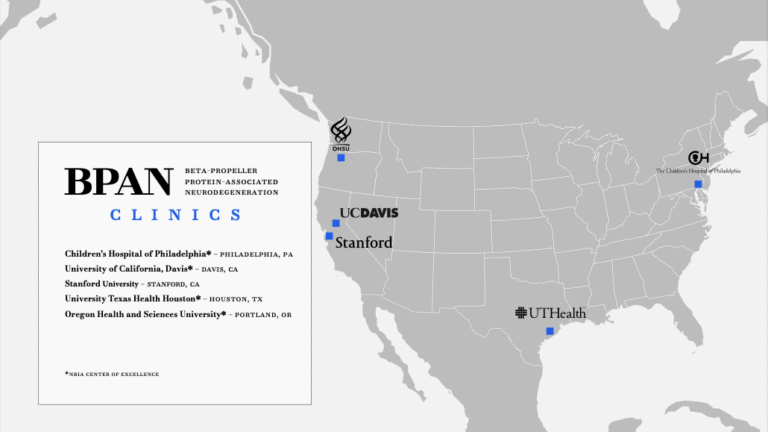 BPAN
BETA-PROPELLER
PROTEIN-ASSOCIATED
NEURODEGENERATION
CLINICS
Children's Hospital of Philadelphia* – PHILADELPHIA, PA
University of California, Davis* – DAVIS, CA
Stanford University – STANFORD, CA
University Texas Health Houston* – HOUSTON, TX
Oregon Health and Sciences University* – PORTLAND, OR
*NBIA CENTER OF EXCELLENCE
OHSU
UCDAVIS
Stanford
UTHealth
CH
The Children's Hospital of Philadelphia